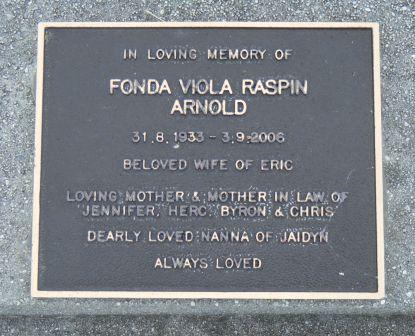 IN LOVING MEMORY OF
FONDA VIOLA RASPIN
ARNOLD
31.8.1933 - 3.9.2006
BELOVED WIFE OF ERIC
LOVING MOTHER & MOTHER IN LAW OF
JENNIFER, HERC, BYRON & CHRIS
DEARLY LOVED NANNA OF JAIDYN
ALWAYS LOVED